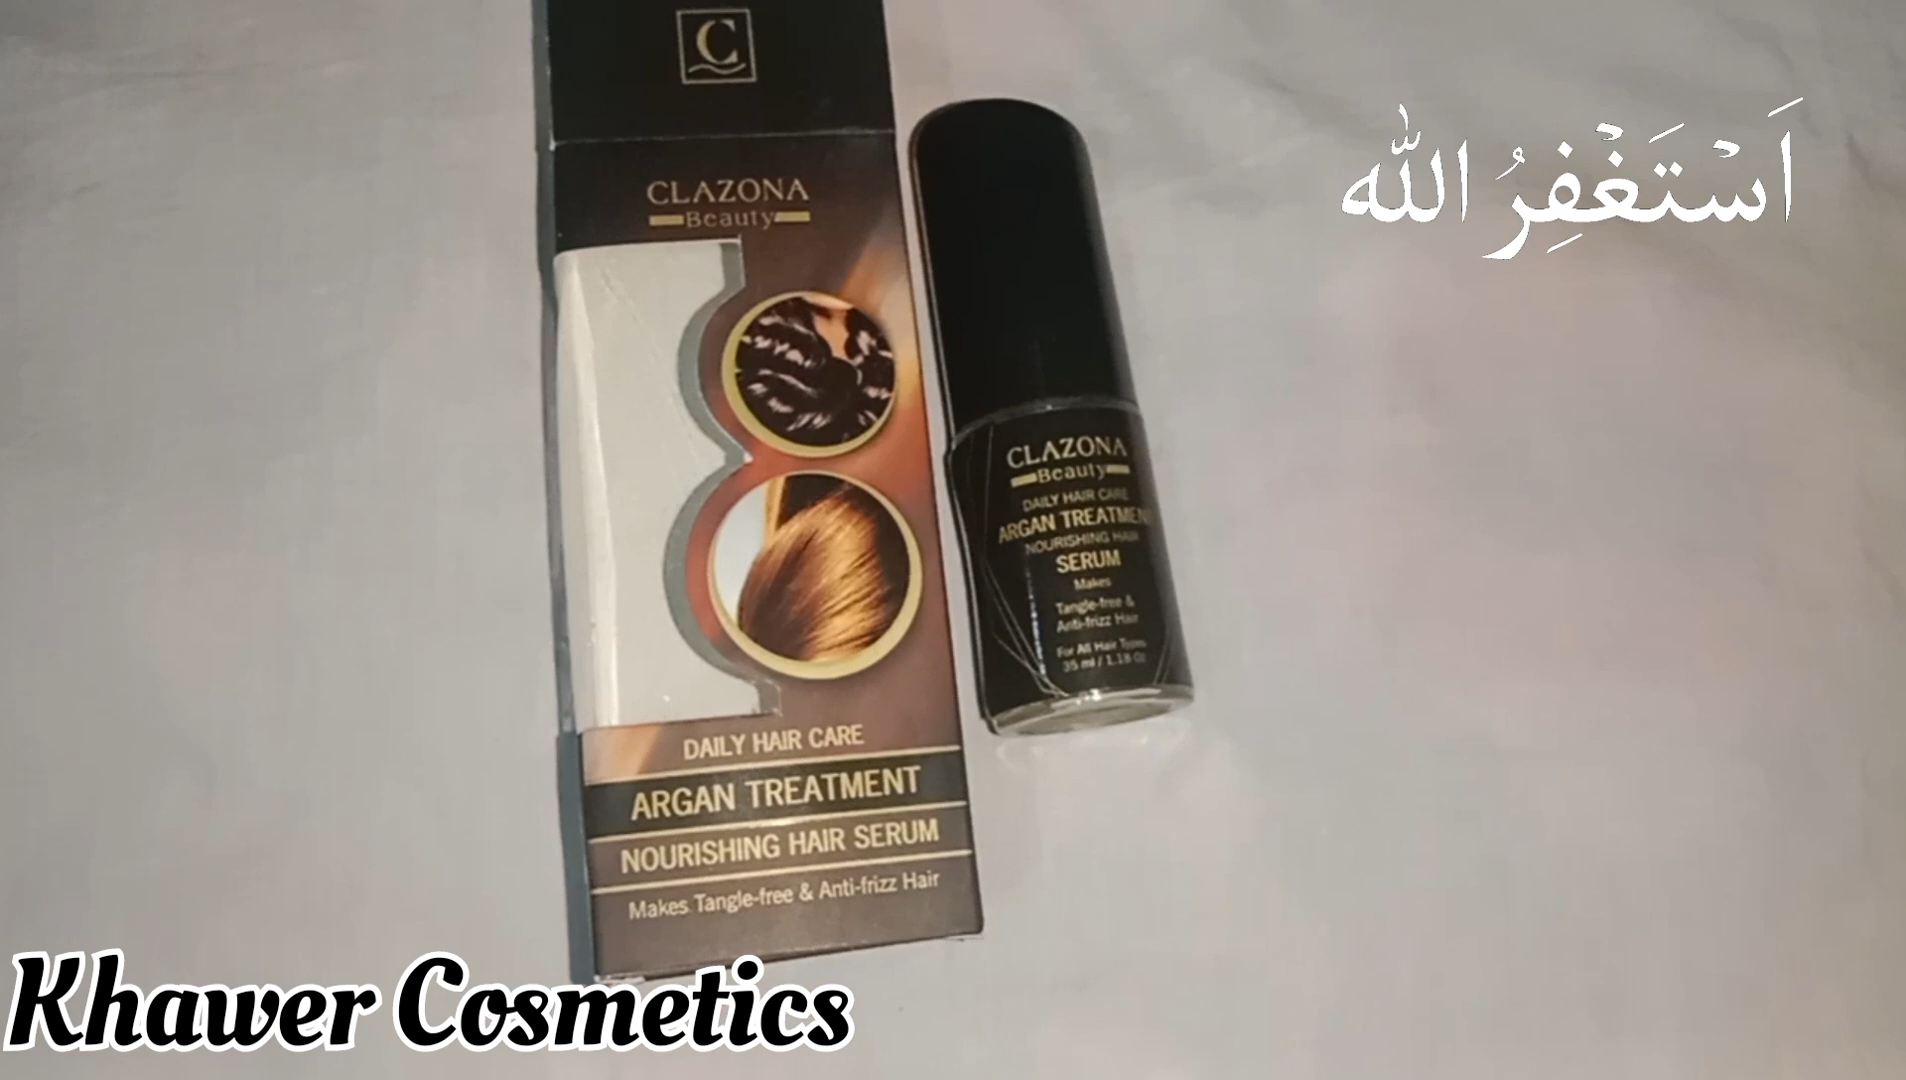 C
CLAZONA
Beauty
DAILY HAIR CARE
ARGAN TREATMENT
NOURISHING HAIR SERUM
Makes Tangle-free & Anti-frizz Hair
CLAZONA
Beauty
DAILY HAIR CARE
ARGAN TREATMENT
NOURISHING HAIR
SERUM
Makes
Tangle-free &
Anti-frizz Hair
For All Hair Types
35 ml / 1.18 Oz
اَسْتَغْفِرُ اللّٰه
Khawer Cosmetics